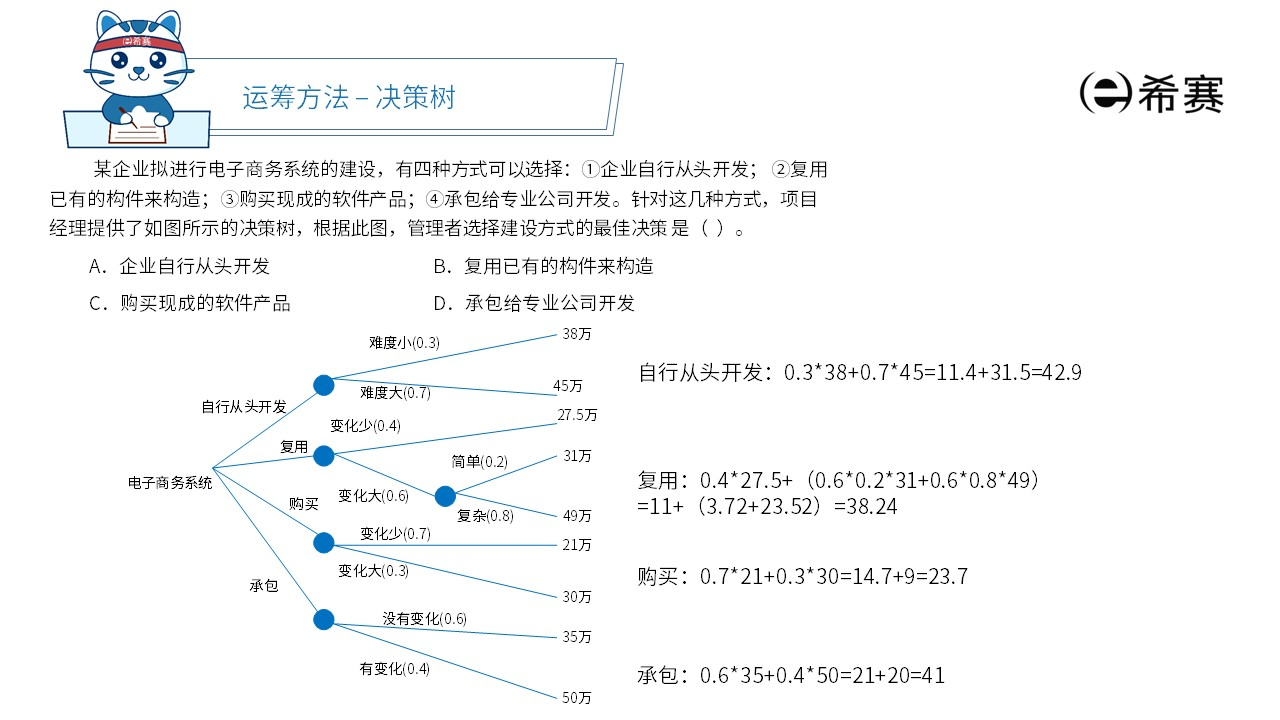 希赛
运筹方法 – 决策树
希赛
某企业拟进行电子商务系统的建设，有四种方式可以选择：①企业自行从头开发； ②复用
已有的构件来构造；③购买现成的软件产品；④承包给专业公司开发。针对这几种方式，项目
经理提供了如图所示的决策树，根据此图，管理者选择建设方式的最佳决策 是（ ）。
A．企业自行从头开发
B．复用已有的构件来构造
C．购买现成的软件产品
D．承包给专业公司开发
难度小(0.3)
38万
自行从头开发：0.3*38+0.7*45=11.4+31.5=42.9
难度大(0.7)
45万
自行从头开发
变化少(0.4)
27.5万
复用
简单(0.2)
31万
电子商务系统
复用：0.4*27.5+（0.6*0.2*31+0.6*0.8*49）
=11+（3.72+23.52）=38.24
变化大(0.6)
购买
复杂(0.8)
49万
变化少(0.7)
21万
变化大(0.3)
购买：0.7*21+0.3*30=14.7+9=23.7
承包
30万
没有变化(0.6)
35万
有变化(0.4)
承包：0.6*35+0.4*50=21+20=41
50万